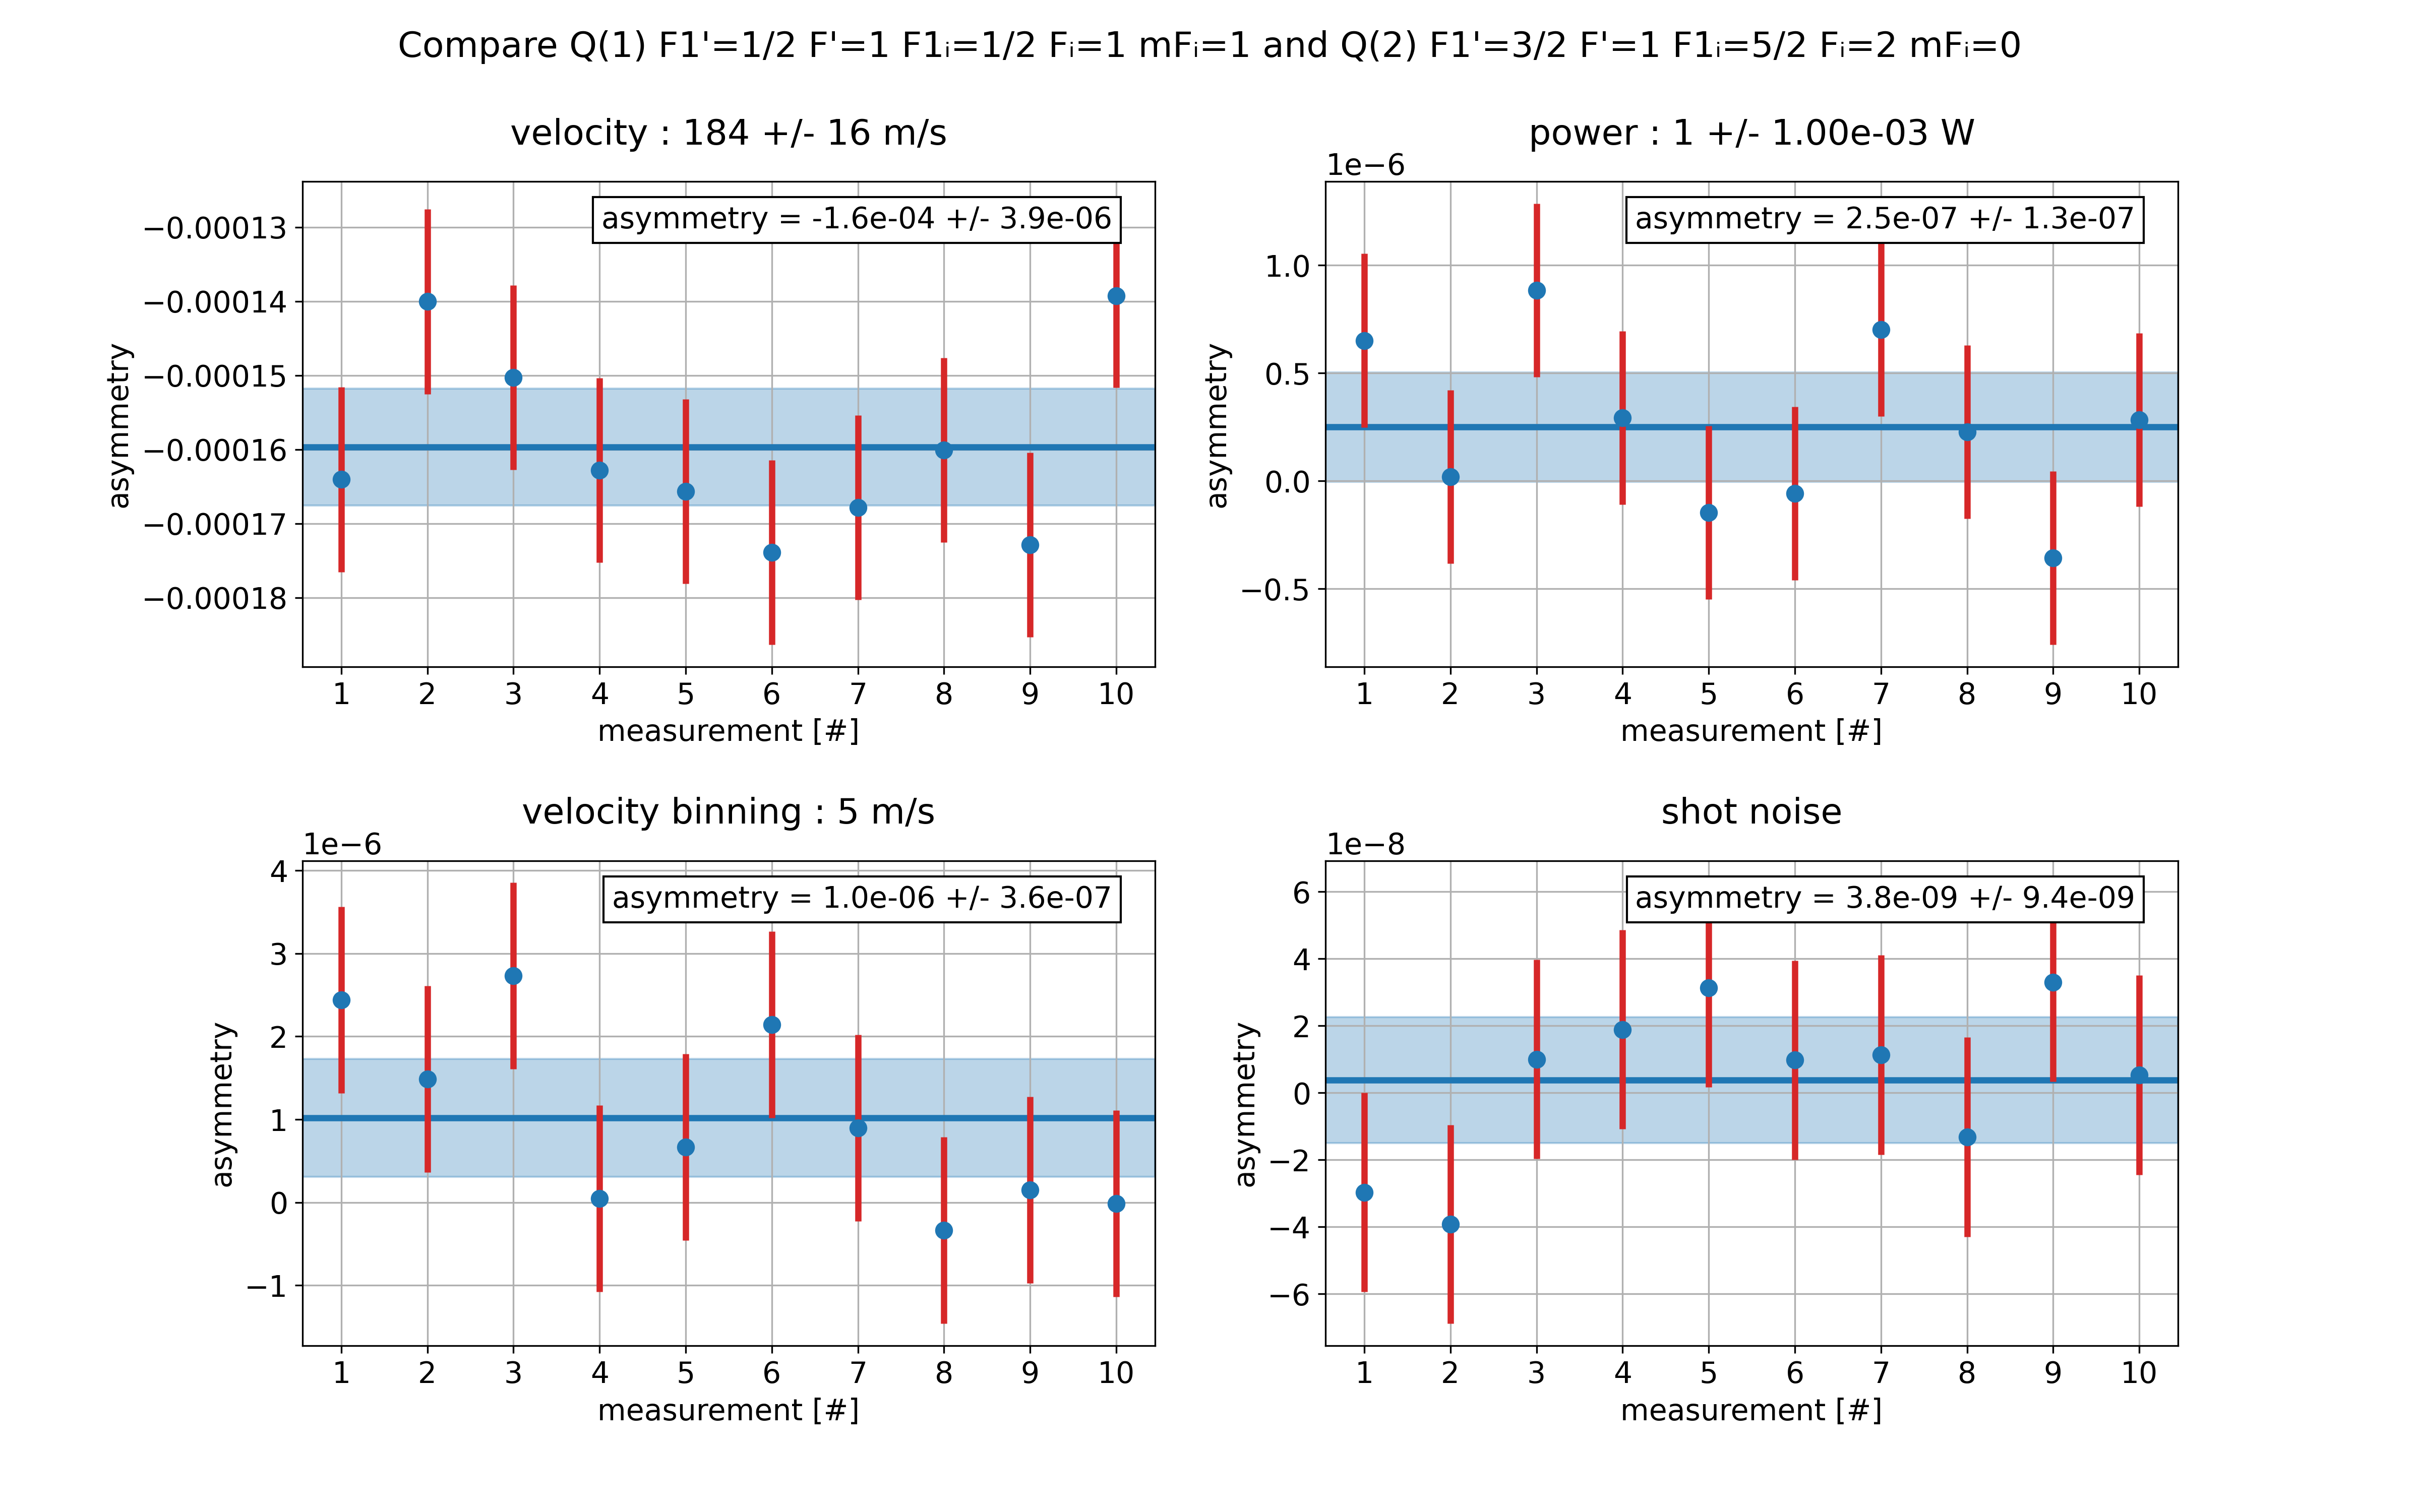 Compare Q(1) F1'=1/2 F'=1 F1ᵢ=1/2 Fᵢ=1 mFᵢ=1 and Q(2) F1'=3/2 F'=1 F1ᵢ=5/2 Fᵢ=2 mFᵢ=0
velocity : 184 +/- 16 m/s
asymmetry = -1.6e-04 +/- 3.9e-06
−0.00013
−0.00014
−0.00015
−0.00016
−0.00017
−0.00018
asymmetry
1 2 3 4 5 6 7 8 9 10
measurement [#]
power : 1 +/- 1.00e-03 W
1e−6
asymmetry = 2.5e-07 +/- 1.3e-07
1.0
0.5
0.0
−0.5
asymmetry
1 2 3 4 5 6 7 8 9 10
measurement [#]
velocity binning : 5 m/s
1e−6
asymmetry = 1.0e-06 +/- 3.6e-07
4
3
2
1
0
−1
asymmetry
1 2 3 4 5 6 7 8 9 10
measurement [#]
shot noise
1e−8
asymmetry = 3.8e-09 +/- 9.4e-09
6
4
2
0
−2
−4
−6
asymmetry
1 2 3 4 5 6 7 8 9 10
measurement [#]